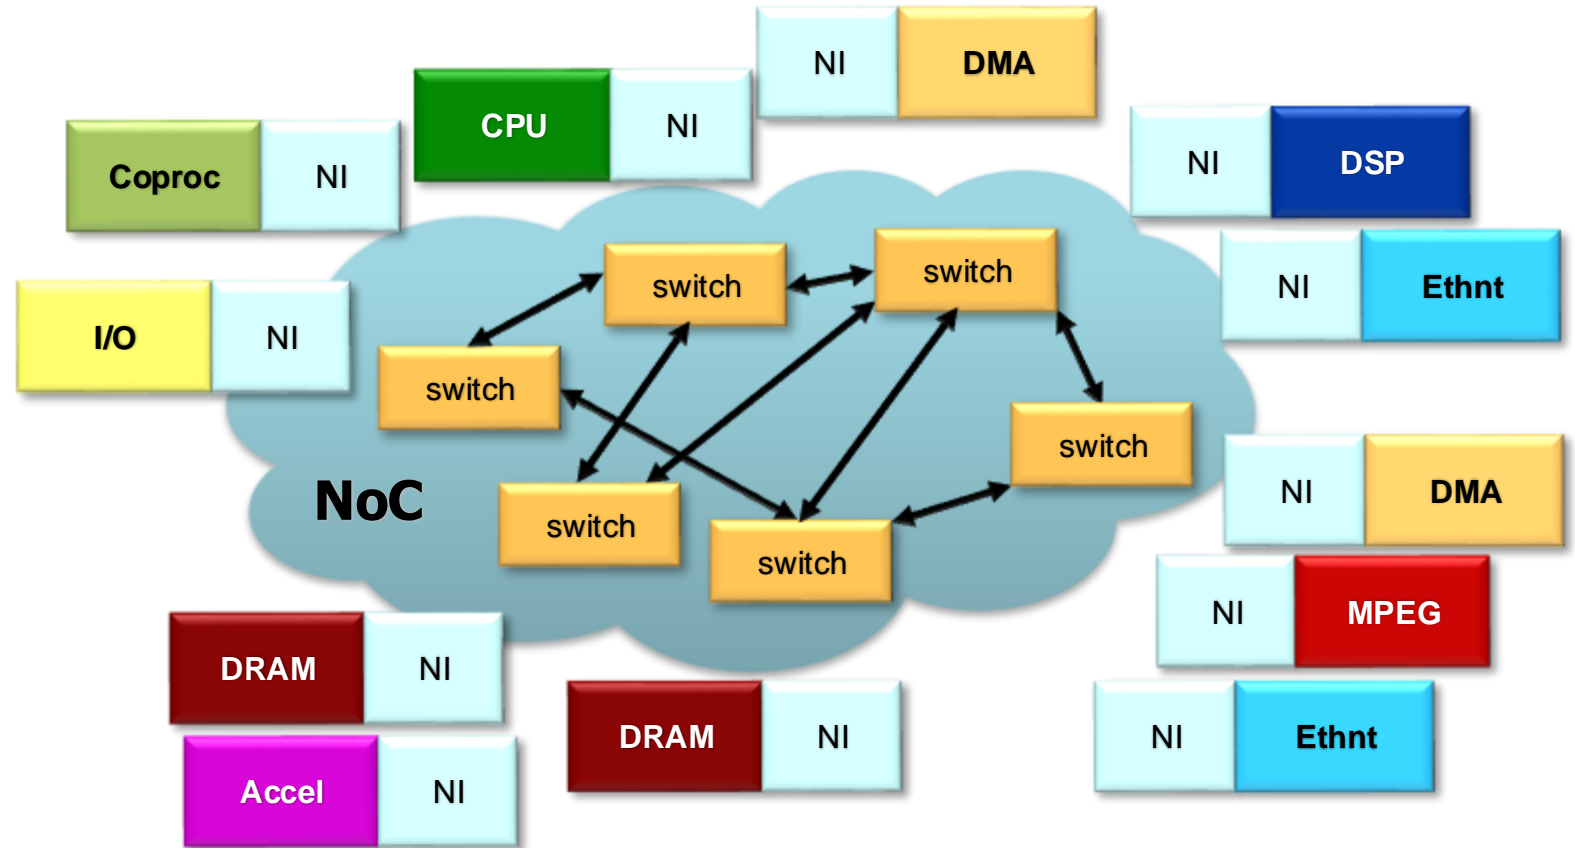 NI
DMA
CPU
NI
Coproc
NI
NI
DSP
switch
switch
NI
Ethnt
I/O
NI
switch
switch
NoC
switch
switch
NI
DMA
NI
MPEG
DRAM
NI
DRAM
NI
NI
Ethnt
Accel
NI